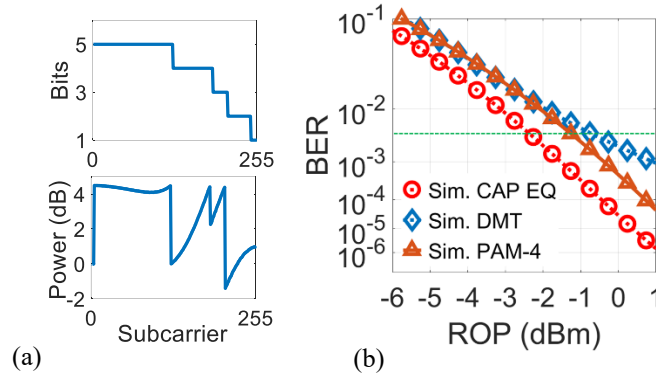 5
3
1
Bits
0
255
4
2
0
-2
Power (dB)
0
255
Subcarrier
(a)
10-1
10-2
10-3
10-4
10-5
10-6
BER
Sim. CAP EQ
Sim. DMT
Sim. PAM-4
-6 -5 -4 -3 -2 -1 0 1
ROP (dBm)
(b)